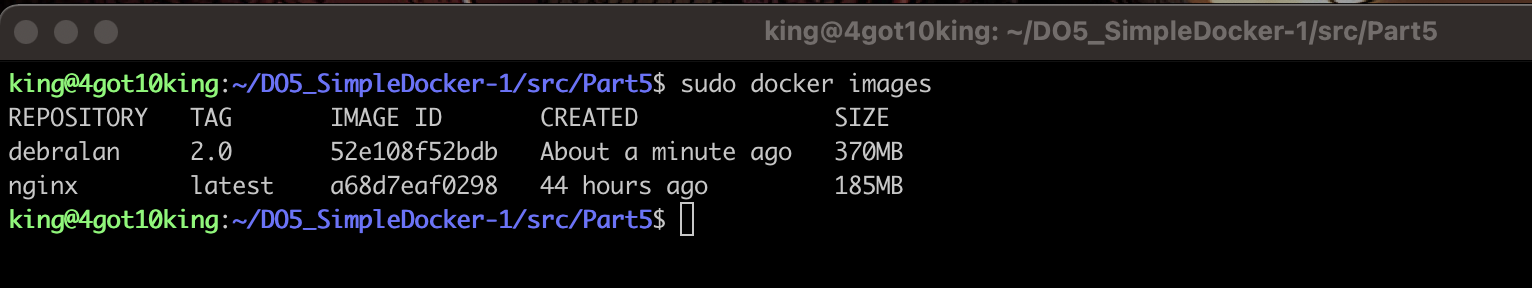 king@4got10king: ~/DO5_SimpleDocker-1/src/Part5
king@4got10king:~/DO5_SimpleDocker-1/src/Part5$ sudo docker images
REPOSITORY   TAG       IMAGE ID       CREATED              SIZE
debralan     2.0       52e108f52bdb   About a minute ago   370MB
nginx        latest    a68d7eaf0298   44 hours ago         185MB
king@4got10king:~/DO5_SimpleDocker-1/src/Part5$